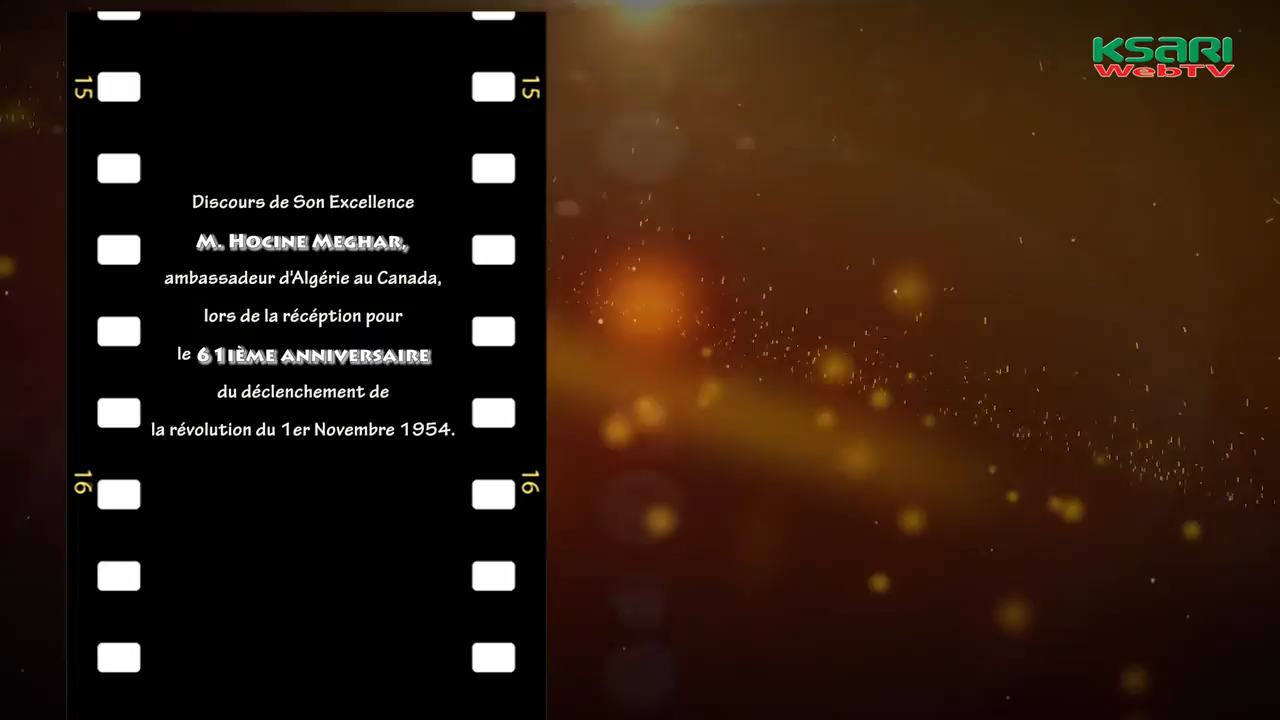 KSARI
WebTV
15
15
Discours de Son Excellence
M. Hocine Meghar,
ambassadeur d'Algérie au Canada,
lors de la récéption pour
le 61ième anniversaire
du déclenchement de
la révolution du 1er Novembre 1954.
16
16